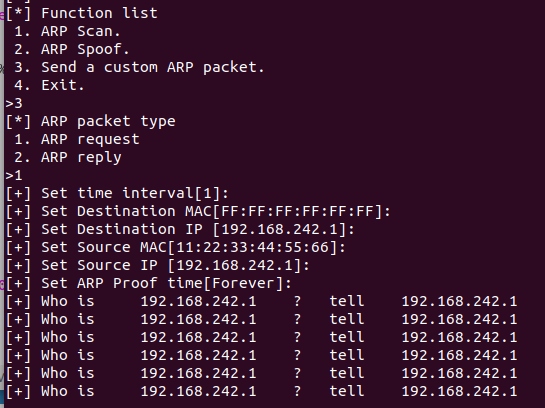 [*] Function list
1. ARP Scan.
2. ARP Spoof.
3. Send a custom ARP packet.
4. Exit.
>3
[*] ARP packet type
1. ARP request
2. ARP reply
>1
[+] Set time interval[1]:
[+] Set Destination MAC[FF:FF:FF:FF:FF:FF]:
[+] Set Destination IP [192.168.242.1]:
[+] Set Source MAC[11:22:33:44:55:66]:
[+] Set Source IP [192.168.242.1]:
[+] Set ARP Proof time[Forever]:
[+] Who is 192.168.242.1 ? tell 192.168.242.1
[+] Who is 192.168.242.1 ? tell 192.168.242.1
[+] Who is 192.168.242.1 ? tell 192.168.242.1
[+] Who is 192.168.242.1 ? tell 192.168.242.1
[+] Who is 192.168.242.1 ? tell 192.168.242.1
[+] Who is 192.168.242.1 ? tell 192.168.242.1